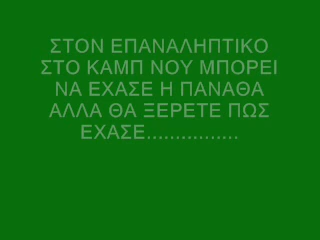 ΣΤΟΝ ΕΠΑΝΑΛΗΠΤΙΚΟ
ΣΤΟ ΚΑΜΠ ΝΟΥ ΜΠΟΡΕΙ
ΝΑ ΕΧΑΣΕ Η ΠΑΝΑΘΑ
ΑΛΛΑ ΘΑ ΞΕΡΕΤΕ ΠΩΣ
ΕΧΑΣΕ................